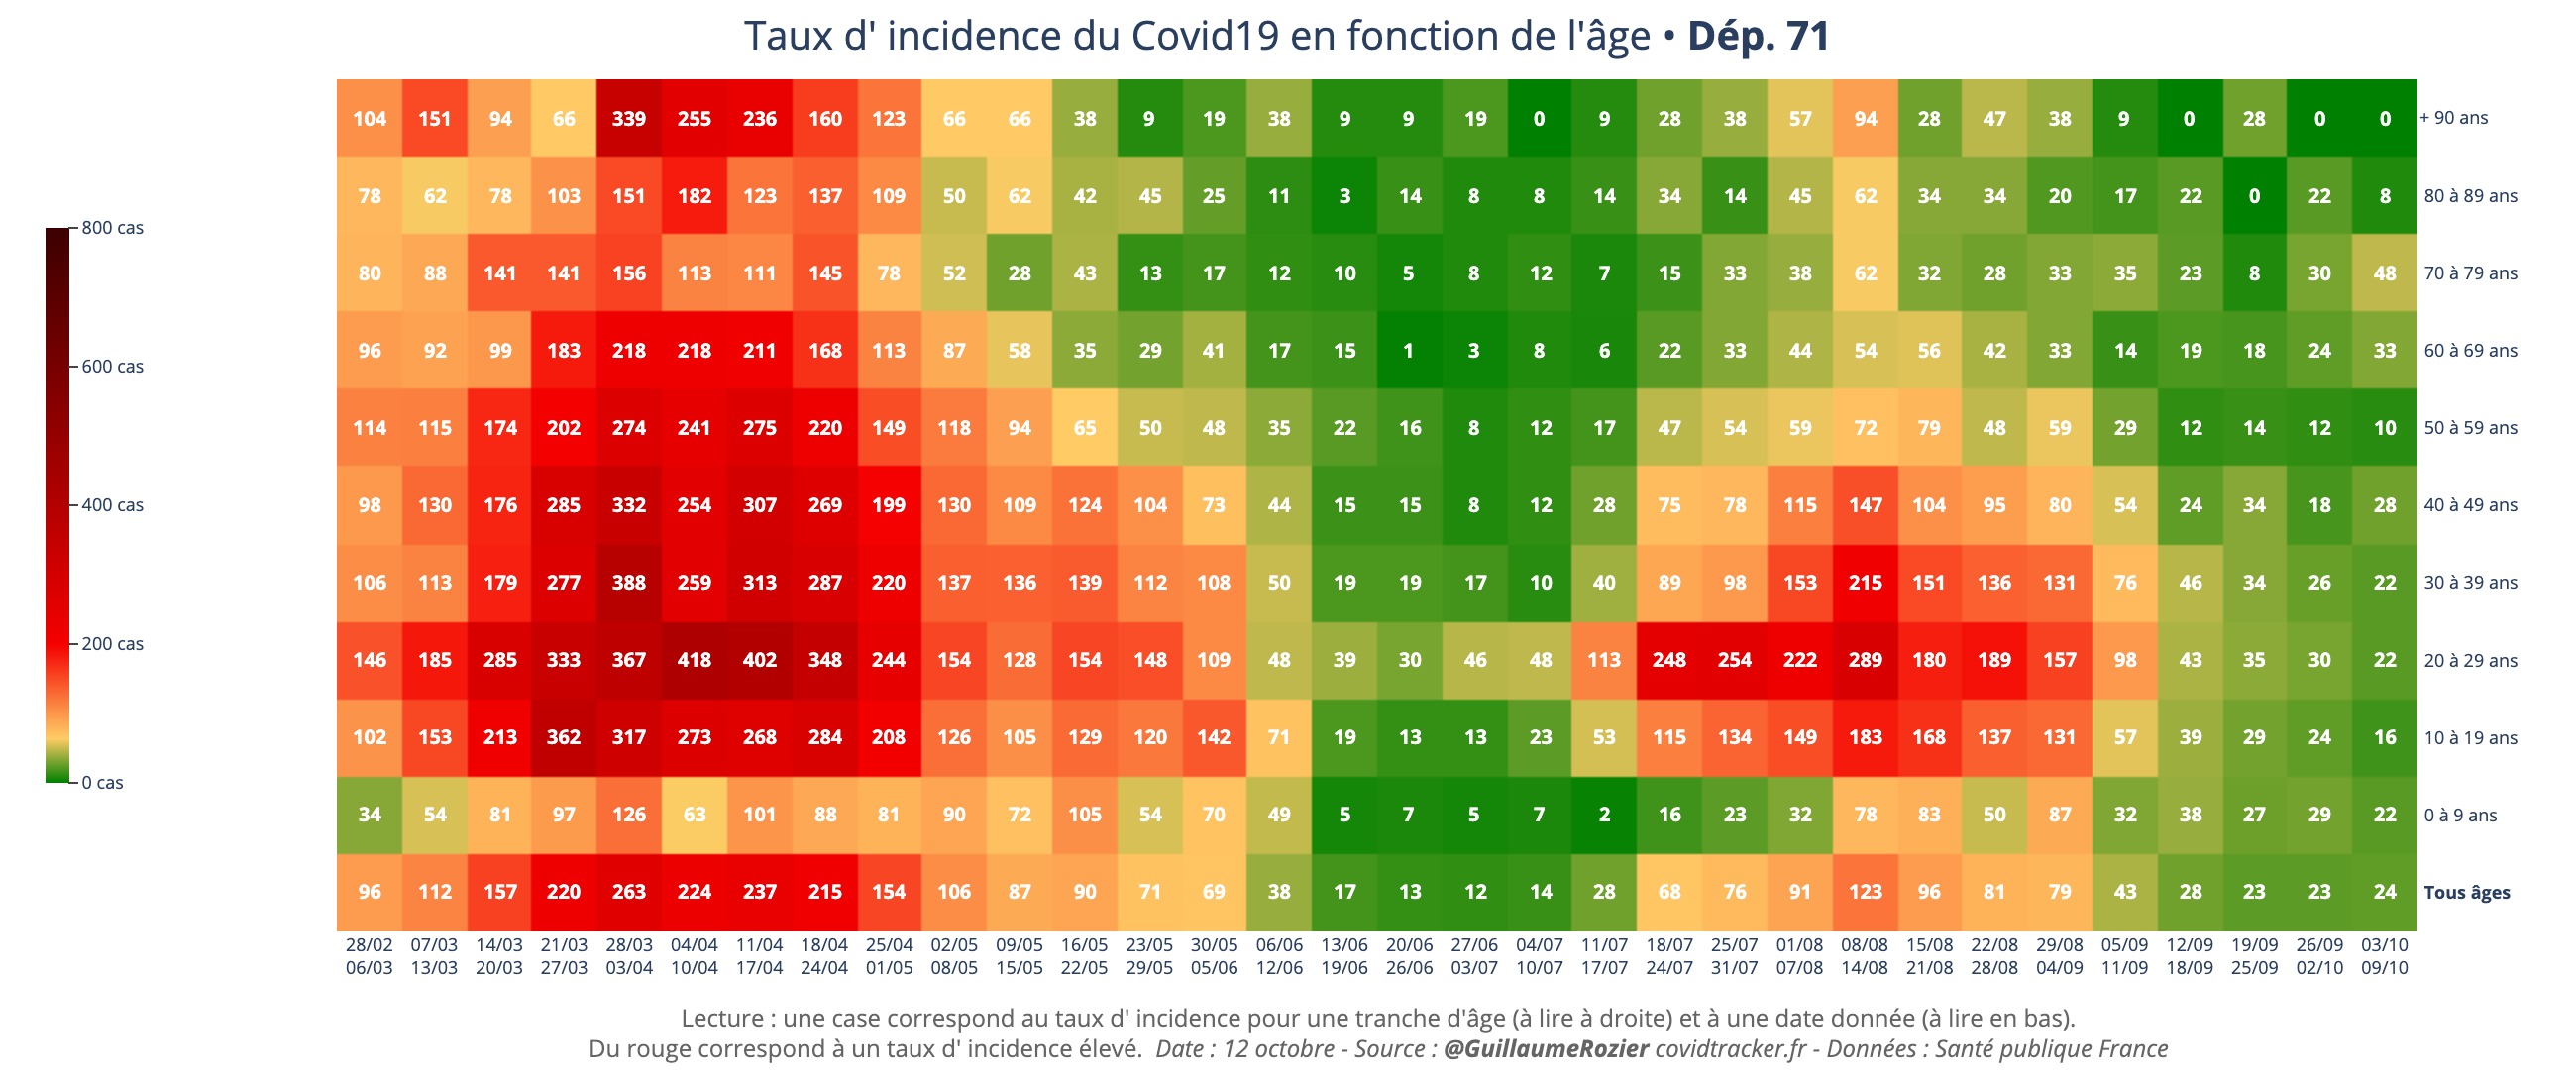 Taux d' incidence du Covid19 en fonction de l'âge • Dép. 71
104 151 94 66 339 255 236 160 123 66 66 38 9 19 38 9 9 19 0 9 28 38 57 94 28 47 38 9 0 28 0 0 + 90 ans
78 62 78 103 151 182 123 137 109 50 62 42 45 25 11 3 14 8 8 14 34 14 45 62 34 34 20 17 22 0 22 8 80 à 89 ans
80 88 141 141 156 113 111 145 78 52 28 43 13 17 12 10 5 8 12 7 15 33 38 62 32 28 33 35 23 8 30 48 70 à 79 ans
96 92 99 183 218 218 211 168 113 87 58 35 29 41 17 15 1 3 8 6 22 33 44 54 56 42 33 14 19 18 24 33 60 à 69 ans
114 115 174 202 274 241 275 220 149 118 94 65 50 48 35 22 16 8 12 17 47 54 59 72 79 48 59 29 12 14 12 10 50 à 59 ans
98 130 176 285 332 254 307 269 199 130 109 124 104 73 44 15 15 8 12 28 75 78 115 147 104 95 80 54 24 34 18 28 40 à 49 ans
106 113 179 277 388 259 313 287 220 137 136 139 112 108 50 19 19 17 10 40 89 98 153 215 151 136 131 76 46 34 26 22 30 à 39 ans
146 185 285 333 367 418 402 348 244 154 128 154 148 109 48 39 30 46 48 113 248 254 222 289 180 189 157 98 43 35 30 22 20 à 29 ans
102 153 213 362 317 273 268 284 208 126 105 129 120 142 71 19 13 13 23 53 115 134 149 183 168 137 131 57 39 29 24 16 10 à 19 ans
34 54 81 97 126 63 101 88 81 90 72 105 54 70 49 5 7 5 7 2 16 23 32 78 83 50 87 32 38 27 29 22 0 à 9 ans
96 112 157 220 263 224 237 215 154 106 87 90 71 69 38 17 13 12 14 28 68 76 91 123 96 81 79 43 28 23 23 24 Tous âges
28/02 07/03 14/03 21/03 28/03 04/04 11/04 18/04 25/04 02/05 09/05 16/05 23/05 30/05 06/06 13/06 20/06 27/06 04/07 11/07 18/07 25/07 01/08 08/08 15/08 22/08 29/08 05/09 12/09 19/09 26/09 03/10
06/03 13/03 20/03 27/03 03/04 10/04 17/04 24/04 01/05 08/05 15/05 22/05 29/05 05/06 12/06 19/06 26/06 03/07 10/07 17/07 24/07 31/07 07/08 14/08 21/08 28/08 04/09 11/09 18/09 25/09 02/10 09/10
800 cas
600 cas
400 cas
200 cas
0 cas
Lecture : une case correspond au taux d' incidence pour une tranche d'âge (à lire à droite) et à une date donnée (à lire en bas).
Du rouge correspond à un taux d' incidence élevé. Date : 12 octobre - Source : @GuillaumeRozier covidtracker.fr - Données : Santé publique France